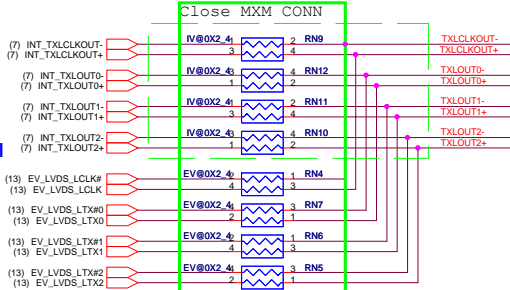 Close MXM CONN
(7) INT_TXLCLKOUT- IV@0X2_4 1 2 RN9 TXLCLKOUT-
(7) INT_TXLCLKOUT+ 3 4 TXLCLKOUT+
(7) INT_TXLOUT0- IV@0X2_4 3 4 RN12 TXLOUT0-
(7) INT_TXLOUT0+ 1 2 TXLOUT0+
(7) INT_TXLOUT1- IV@0X2_4 1 2 RN11 TXLOUT1-
(7) INT_TXLOUT1+ 3 4 TXLOUT1+
(7) INT_TXLOUT2- IV@0X2_4 3 4 RN10 TXLOUT2-
(7) INT_TXLOUT2+ 1 2 TXLOUT2+
(13) EV_LVDS_LCLK# EV@0X2_4 2 1 RN4
(13) EV_LVDS_LCLK 4 3
(13) EV_LVDS_LTX#0 EV@0X2_4 4 3 RN7
(13) EV_LVDS_LTX0 2 1
(13) EV_LVDS_LTX#1 EV@0X2_4 2 1 RN6
(13) EV_LVDS_LTX1 4 3
(13) EV_LVDS_LTX#2 EV@0X2_4 4 3 RN5
(13) EV_LVDS_LTX2 2 1